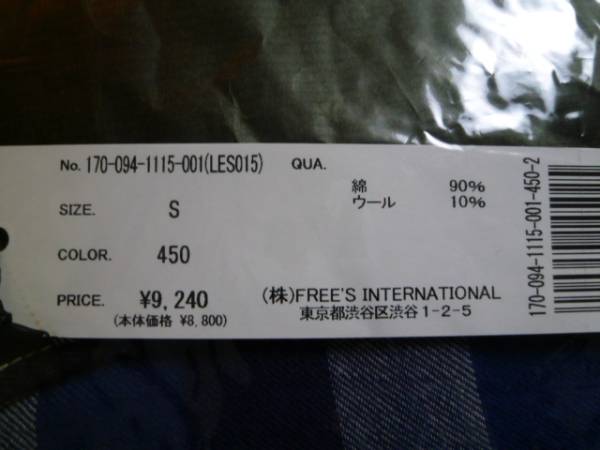 No. 170-094-1115-001(LES015) QUA.
綿 90%
ウール 10%
SIZE. S
COLOR. 450
PRICE. ¥9,240
(本体価格 ¥8,800)
(株)FREE'S INTERNATIONAL
東京都渋谷区渋谷1-2-5
170-094-1115-001-450-2